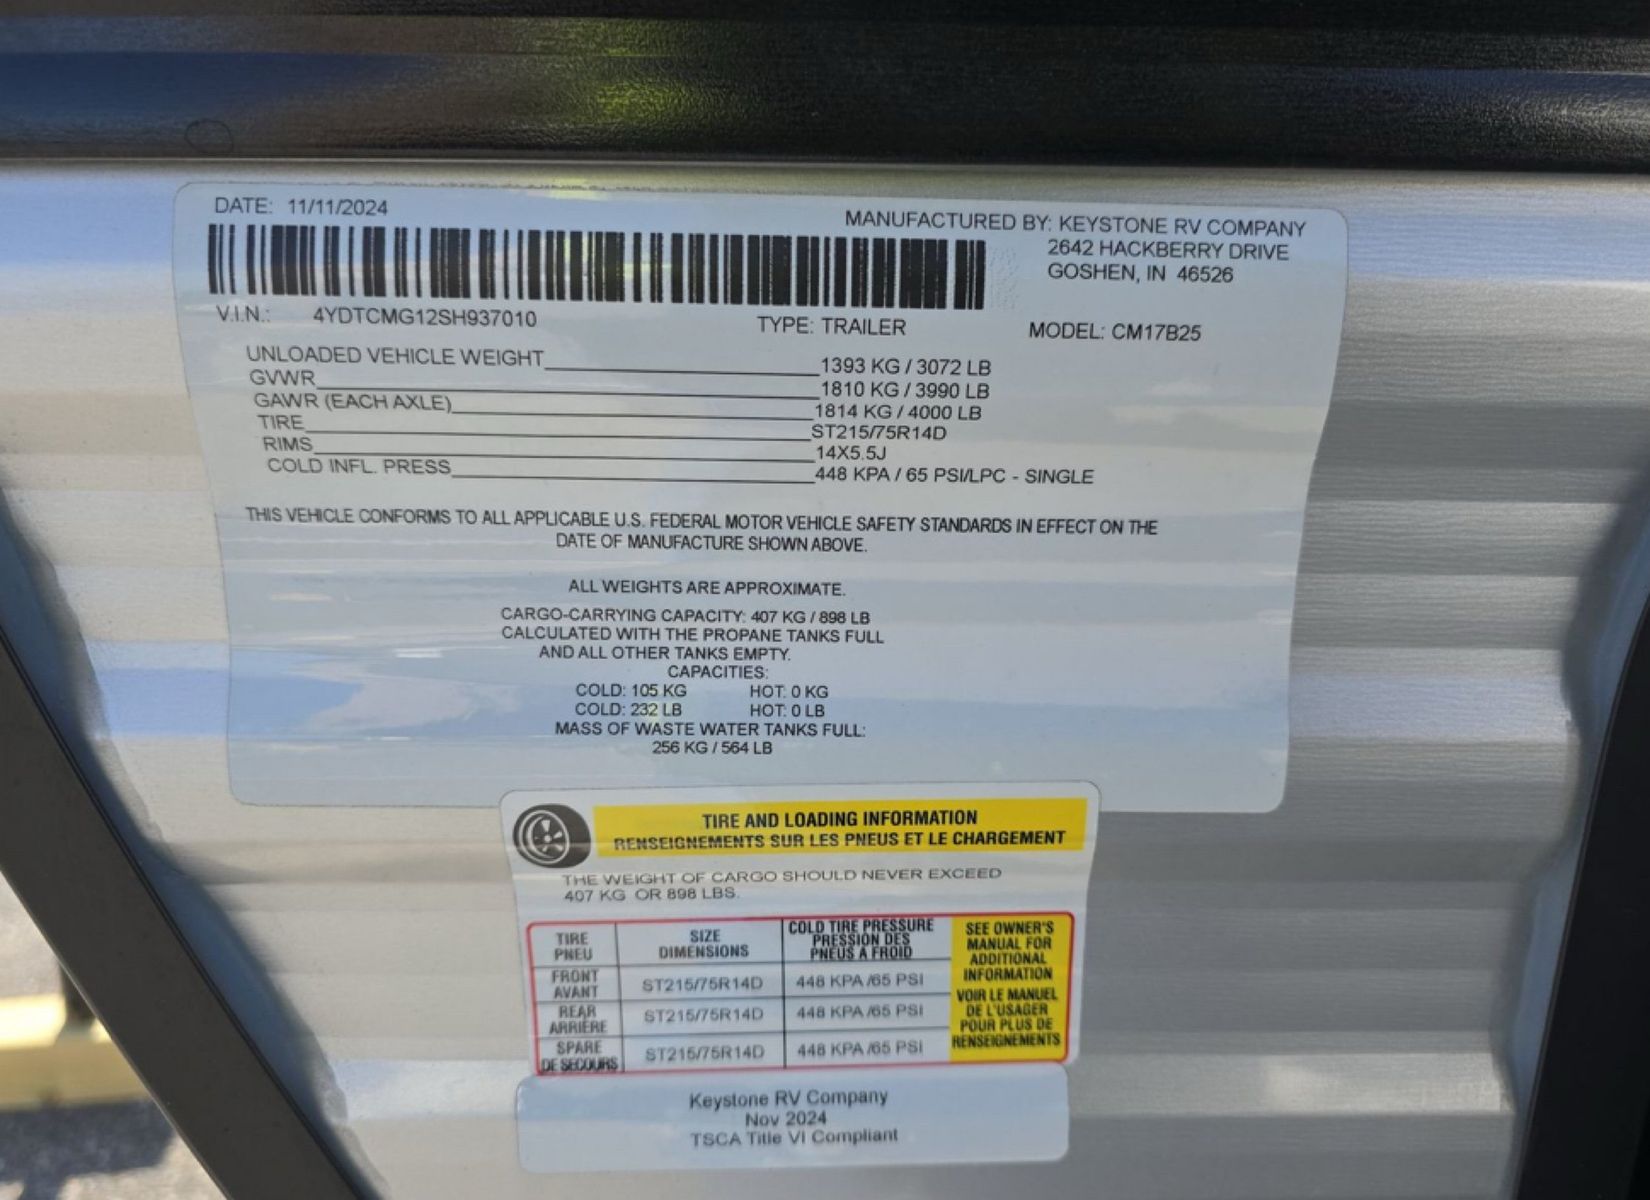 DATE: 11/11/2024
MANUFACTURED BY: KEYSTONE RV COMPANY
2642 HACKBERRY DRIVE
GOSHEN, IN 46526
V.I.N.: 4YDTCMG12SH937010 TYPE: TRAILER MODEL: CM17B25
UNLOADED VEHICLE WEIGHT 1393 KG / 3072 LB
GVWR 1810 KG / 3990 LB
GAWR (EACH AXLE) 1814 KG / 4000 LB
TIRE ST215/75R14D
RIMS 14X5.5J
COLD INFL. PRESS 448 KPA / 65 PSI/LPC - SINGLE
THIS VEHICLE CONFORMS TO ALL APPLICABLE U.S. FEDERAL MOTOR VEHICLE SAFETY STANDARDS IN EFFECT ON THE
DATE OF MANUFACTURE SHOWN ABOVE.
ALL WEIGHTS ARE APPROXIMATE.
CARGO-CARRYING CAPACITY: 407 KG / 898 LB
CALCULATED WITH THE PROPANE TANKS FULL
AND ALL OTHER TANKS EMPTY.
CAPACITIES:
COLD: 105 KG HOT: 0 KG
COLD: 232 LB HOT: 0 LB
MASS OF WASTE WATER TANKS FULL:
256 KG / 564 LB
TIRE AND LOADING INFORMATION
RENSEIGNEMENTS SUR LES PNEUS ET LE CHARGEMENT
THE WEIGHT OF CARGO SHOULD NEVER EXCEED
407 KG OR 898 LBS.
TIRE
PNEU
SIZE
DIMENSIONS
COLD TIRE PRESSURE
PRESSION DES
PNEUS À FROID
FRONT
AVANT
ST215/75R14D
448 KPA /65 PSI
REAR
ARRIÈRE
ST215/75R14D
448 KPA /65 PSI
SPARE
DE SECOURS
ST215/75R14D
448 KPA /65 PSI
SEE OWNER'S
MANUAL FOR
ADDITIONAL
INFORMATION
VOIR LE MANUEL
DE L'USAGER
POUR PLUS DE
RENSEIGNEMENTS
Keystone RV Company
Nov 2024
TSCA Title VI Compliant